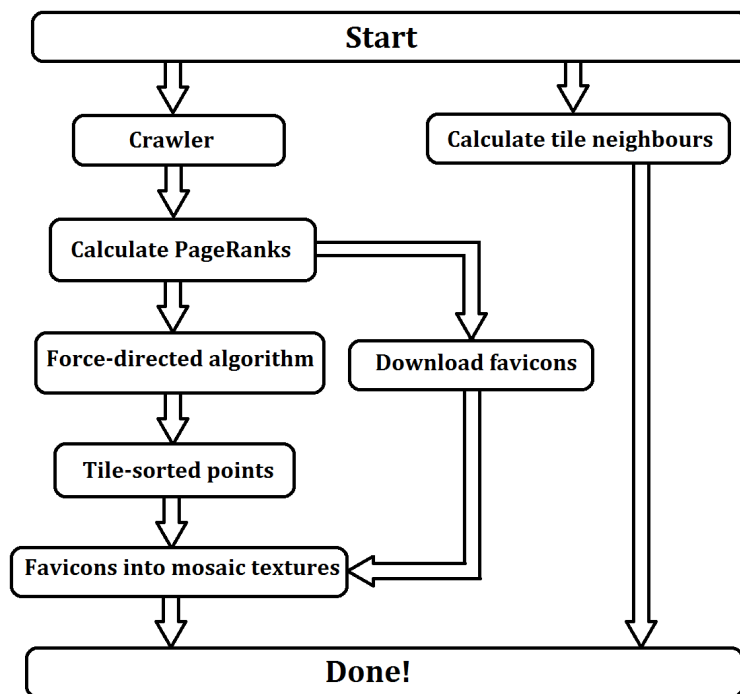 Start
Crawler
Calculate tile neighbours
Calculate PageRanks
Force-directed algorithm
Download favicons
Tile-sorted points
Favicons into mosaic textures
Done!